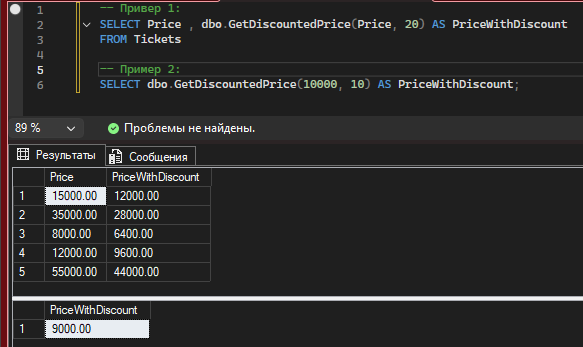 1 -- Привер 1:
2 SELECT Price , dbo.GetDiscountedPrice(Price, 20) AS PriceWithDiscount
3 FROM Tickets
4
5 -- Пример 2:
6 SELECT dbo.GetDiscountedPrice(10000, 10) AS PriceWithDiscount;
89 % Проблемы не найдены.
Результаты Сообщения
Price PriceWithDiscount
1 15000.00 12000.00
2 35000.00 28000.00
3 8000.00 6400.00
4 12000.00 9600.00
5 55000.00 44000.00
PriceWithDiscount
1 9000.00